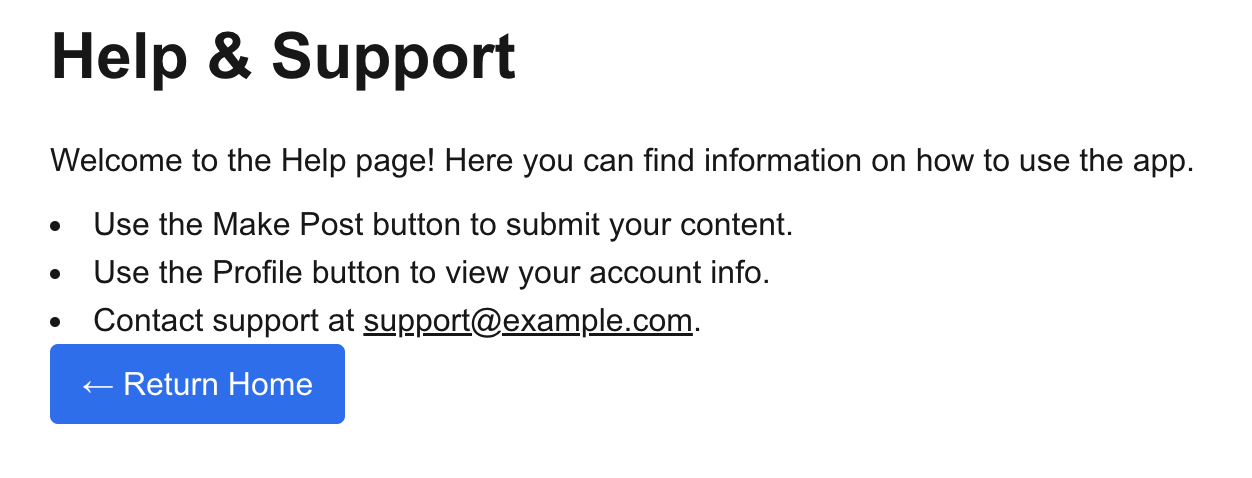 Help & Support
Welcome to the Help page! Here you can find information on how to use the app.
• Use the Make Post button to submit your content.
• Use the Profile button to view your account info.
• Contact support at support@example.com.
← Return Home